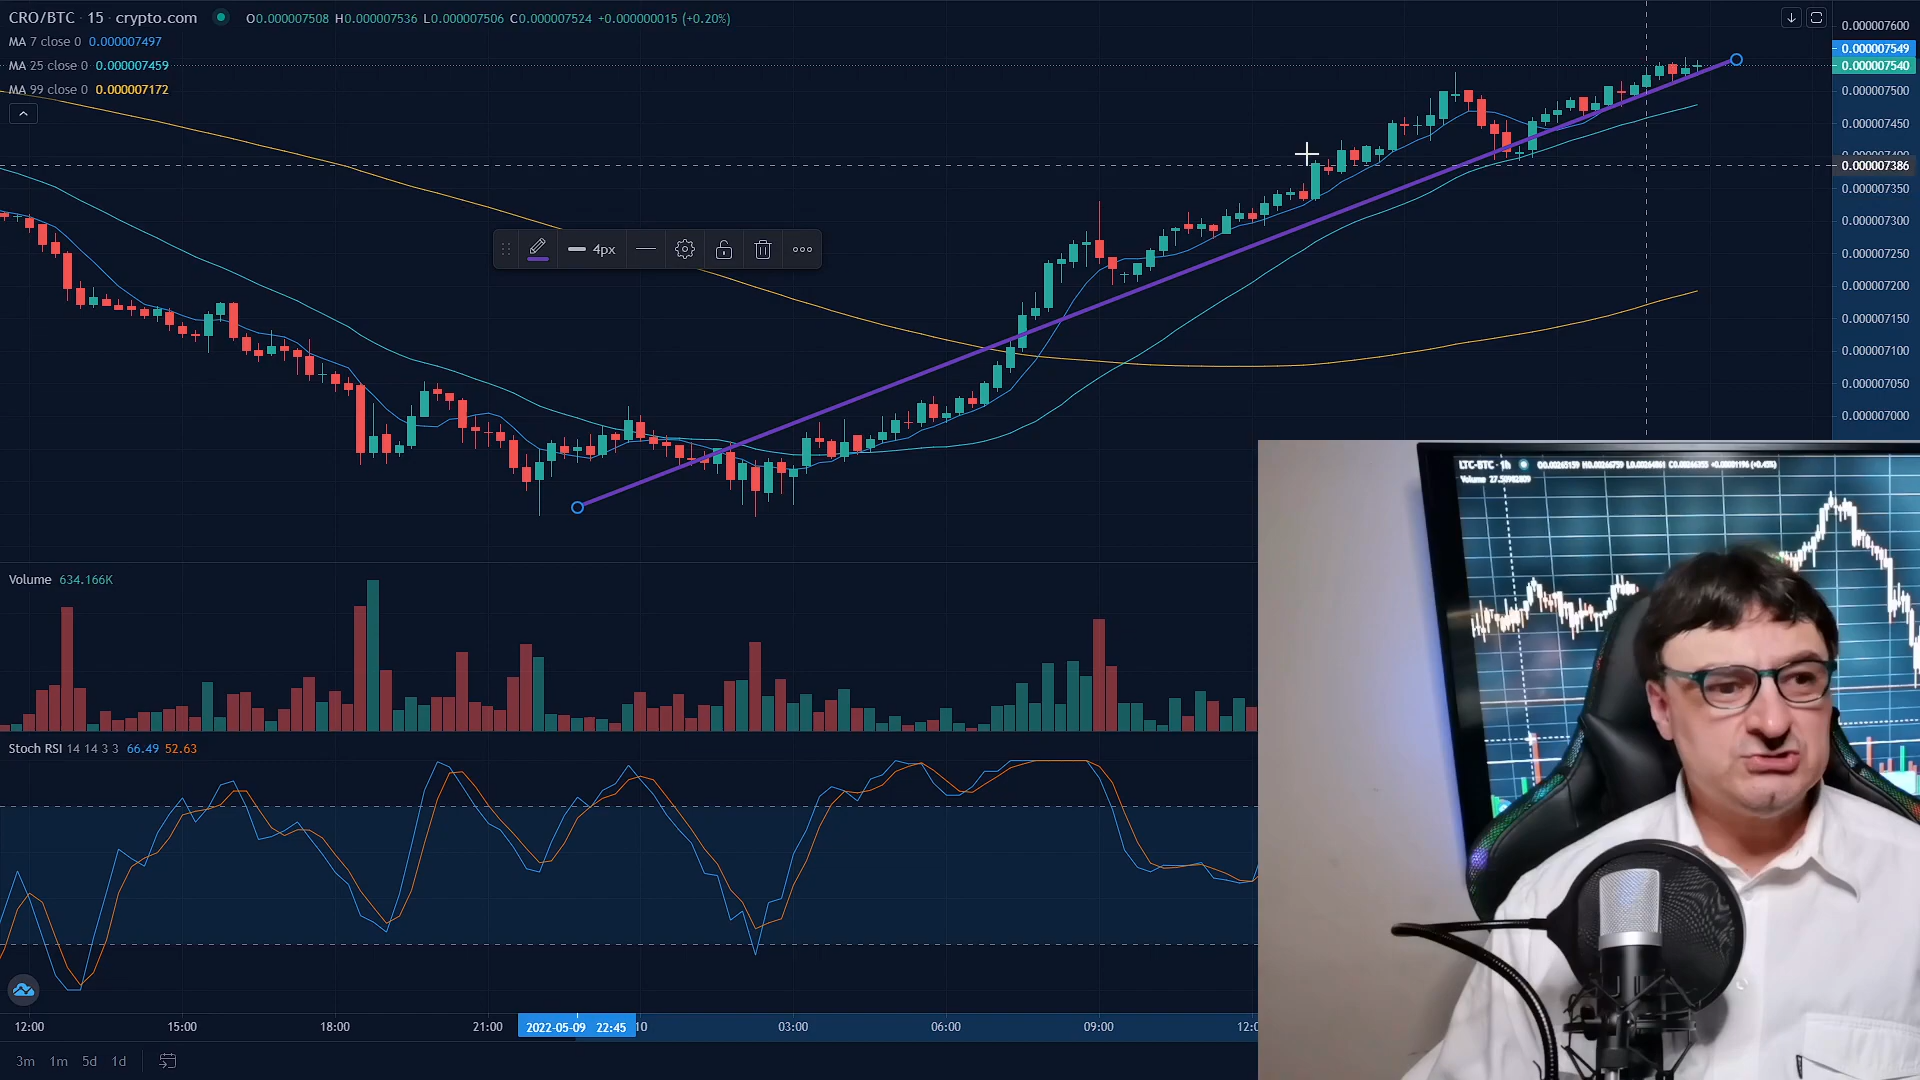 CRO/BTC · 15 · crypto.com O0.000007508 H0.000007536 L0.000007506 C0.000007524 +0.000000015 (+0.20%)
MA 7 close 0 0.000007497
MA 25 close 0 0.000007459
MA 99 close 0 0.000007172
0.000007600
0.000007549
0.000007540
0.000007500
0.000007450
0.000007386
0.000007350
0.000007300
0.000007250
0.000007200
0.000007150
0.000007100
0.000007050
0.000007000
4px
LTC-BTC · 1h
Volume
Volume 634.166K
Stoch RSI 14 14 3 3 66.49 52.63
12:00 15:00 18:00 21:00 2022-05-09 22:45 10 03:00 06:00 09:00
3m 1m 5d 1d